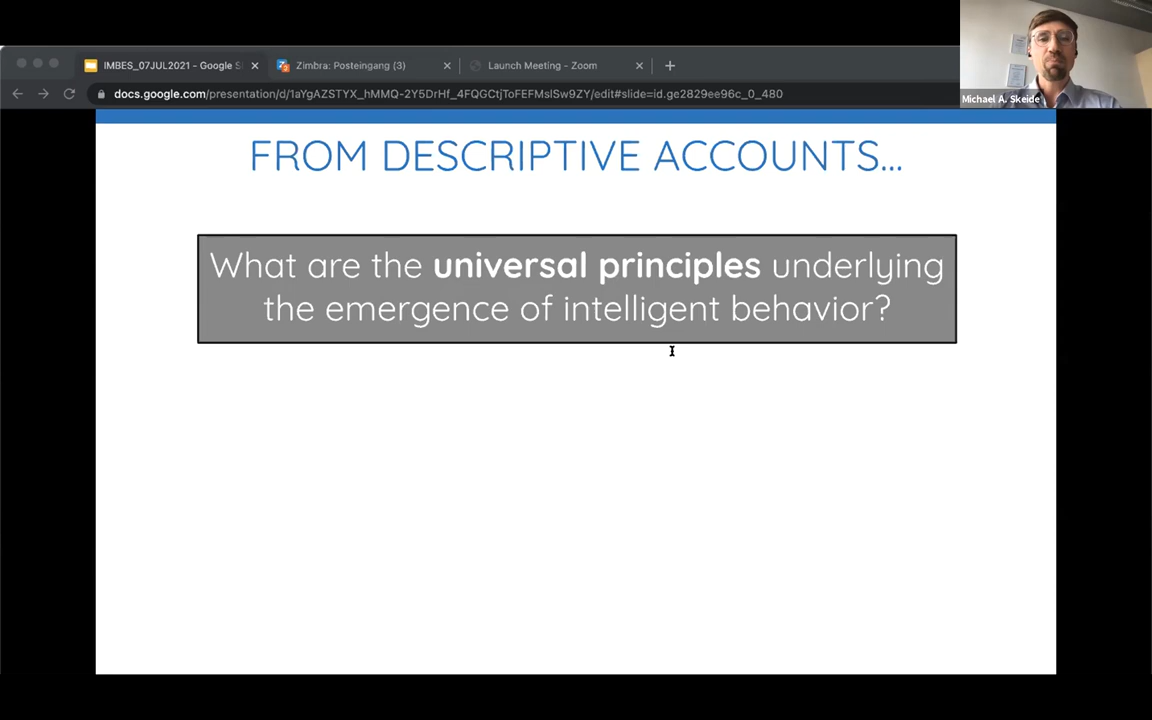 IMBES_07JUL2021 - Google S
Zimbra: Posteingang (3)
Launch Meeting - Zoom
docs.google.com/presentation/d/1aYgAZSTYX_hMMQ-2Y5DrHf_4FQGCtjToFEFMslSw9ZY/edit#slide=id.ge2829ee96c_0_480
Michael A. Skeide
FROM DESCRIPTIVE ACCOUNTS...
What are the universal principles underlying
the emergence of intelligent behavior?